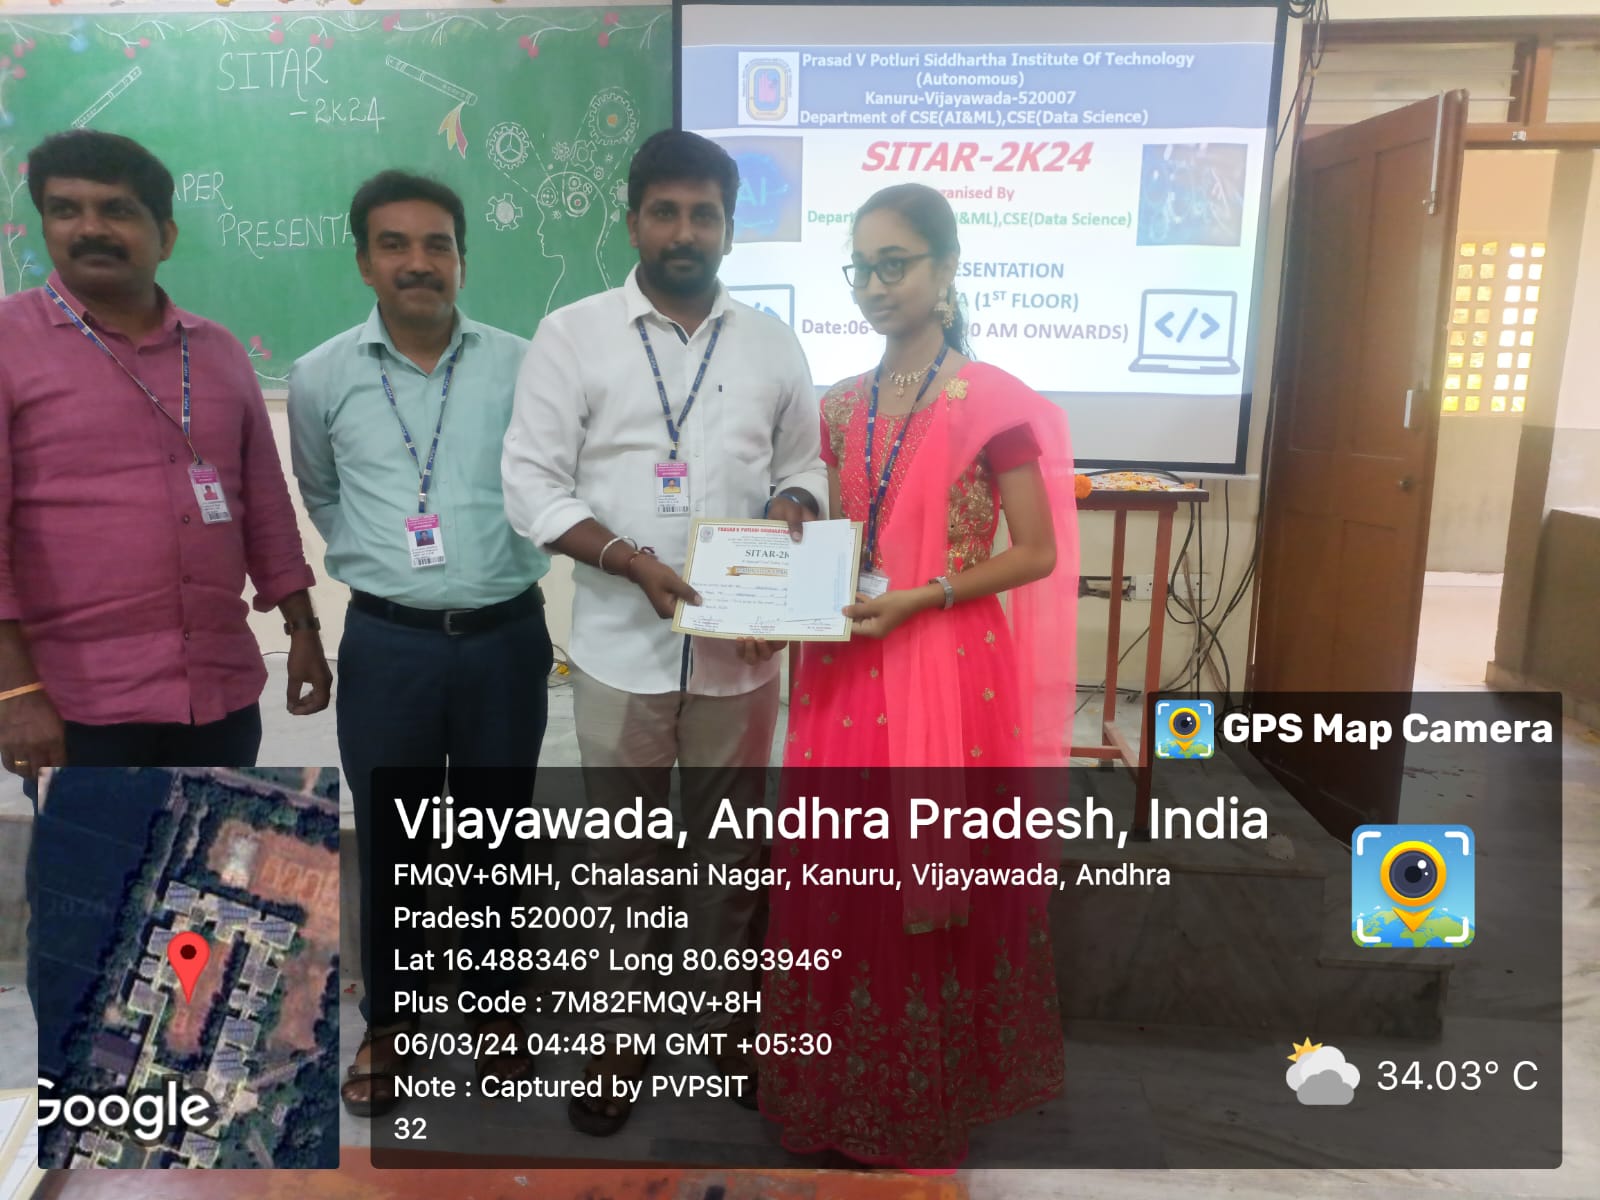 SITAR
-2K24
APER
PRESENTA
Prasad V Potluri Siddhartha Institute Of Technology
(Autonomous)
Kanuru-Vijayawada-520007
Department of CSE(AI&ML),CSE(Data Science)
SITAR-2K24
ganised By
Depart &ML),CSE(Data Science)
AI
ESENTATION
A (1ST FLOOR)
Date:06- 0 AM ONWARDS)
</>
SITAR-2K
GPS Map Camera
Vijayawada, Andhra Pradesh, India
FMQV+6MH, Chalasani Nagar, Kanuru, Vijayawada, Andhra
Pradesh 520007, India
Lat 16.488346° Long 80.693946°
Plus Code : 7M82FMQV+8H
06/03/24 04:48 PM GMT +05:30
Note : Captured by PVPSIT
32
34.03° C
Google